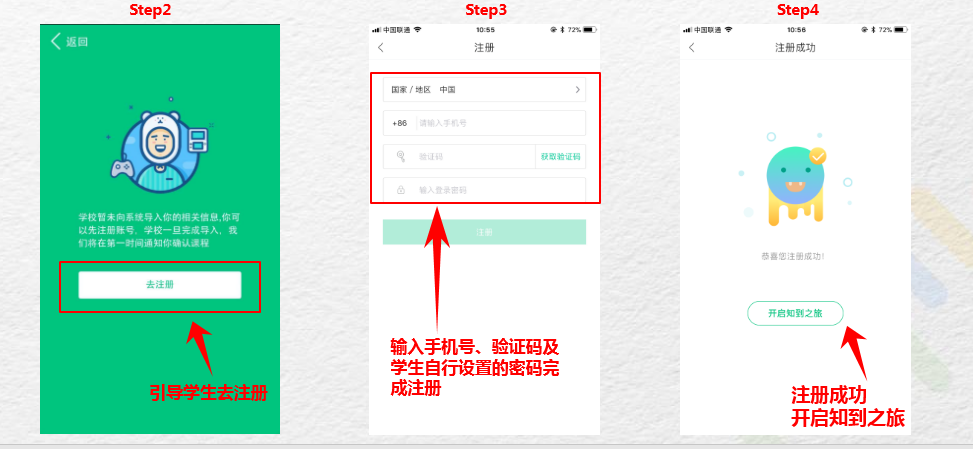 Step2
返回
学校暂未向系统导入你的相关信息,你可
以先注册账号，学校一旦完成导入，我
们将在第一时间通知你确认课程
去注册
引导学生去注册
Step3
中国联通
10:55
72%
注册
国家 / 地区 中国
+86 请输入手机号
验证码 获取验证码
输入登录密码
注册
输入手机号、验证码及
学生自行设置的密码完
成注册
Step4
中国联通
10:56
72%
注册成功
恭喜您注册成功!
开启知到之旅
注册成功
开启知到之旅